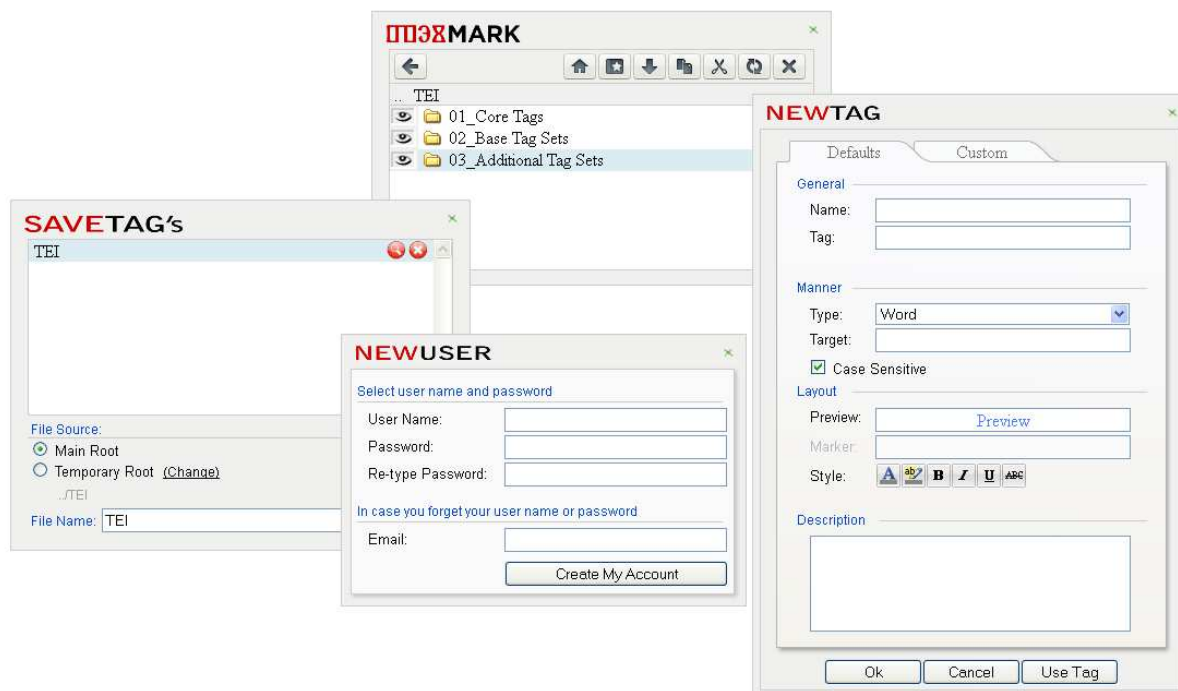 MARK
.. TEI
01_Core Tags
02_Base Tag Sets
03_Additional Tag Sets
SAVETAG's
TEI
File Source:
Main Root
Temporary Root (Change)
../TEI
File Name: TEI
NEWUSER
Select user name and password
User Name:
Password:
Re-type Password:
In case you forget your user name or password
Email:
Create My Account
NEWTAG
Defaults Custom
General
Name:
Tag:
Manner
Type: Word
Target:
Case Sensitive
Layout
Preview: Preview
Marker:
Style: A ab B I U ABC
Description
Ok Cancel Use Tag